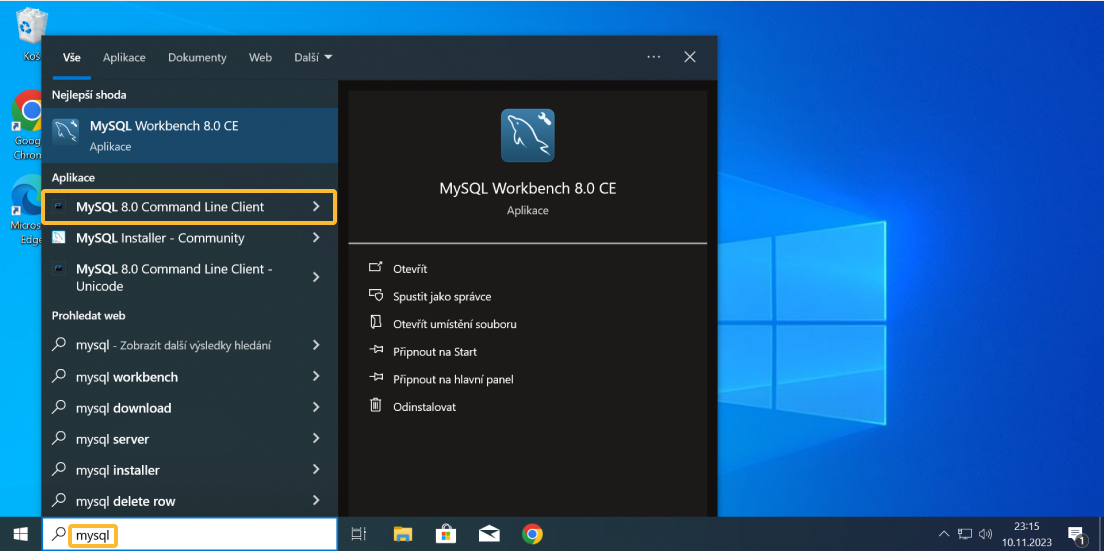 Koš
Goog
Chrom
Micros
Edge
Vše Aplikace Dokumenty Web Další
Nejlepší shoda
MySQL Workbench 8.0 CE
Aplikace
Aplikace
MySQL 8.0 Command Line Client
MySQL Installer - Community
MySQL 8.0 Command Line Client -
Unicode
Prohledat web
mysql - Zobrazit další výsledky hledání
mysql workbench
mysql download
mysql server
mysql installer
mysql delete row
mysql
MySQL Workbench 8.0 CE
Aplikace
Otevřít
Spustit jako správce
Otevřít umístění souboru
Připnout na Start
Připnout na hlavní panel
Odinstalovat
23:15
10.11.2023
1